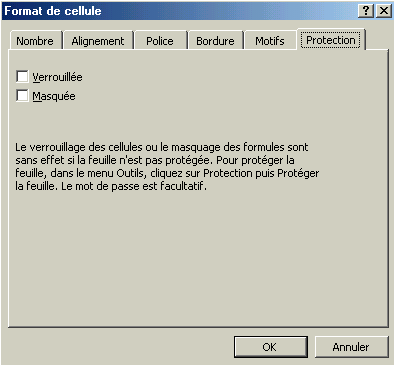 Format de cellule
Nombre Alignement Police Bordure Motifs Protection
Verrouillée
Masquée
Le verrouillage des cellules ou le masquage des formules sont
sans effet si la feuille n'est pas protégée. Pour protéger la
feuille, dans le menu Outils, cliquez sur Protection puis Protéger
la feuille. Le mot de passe est facultatif.
OK Annuler